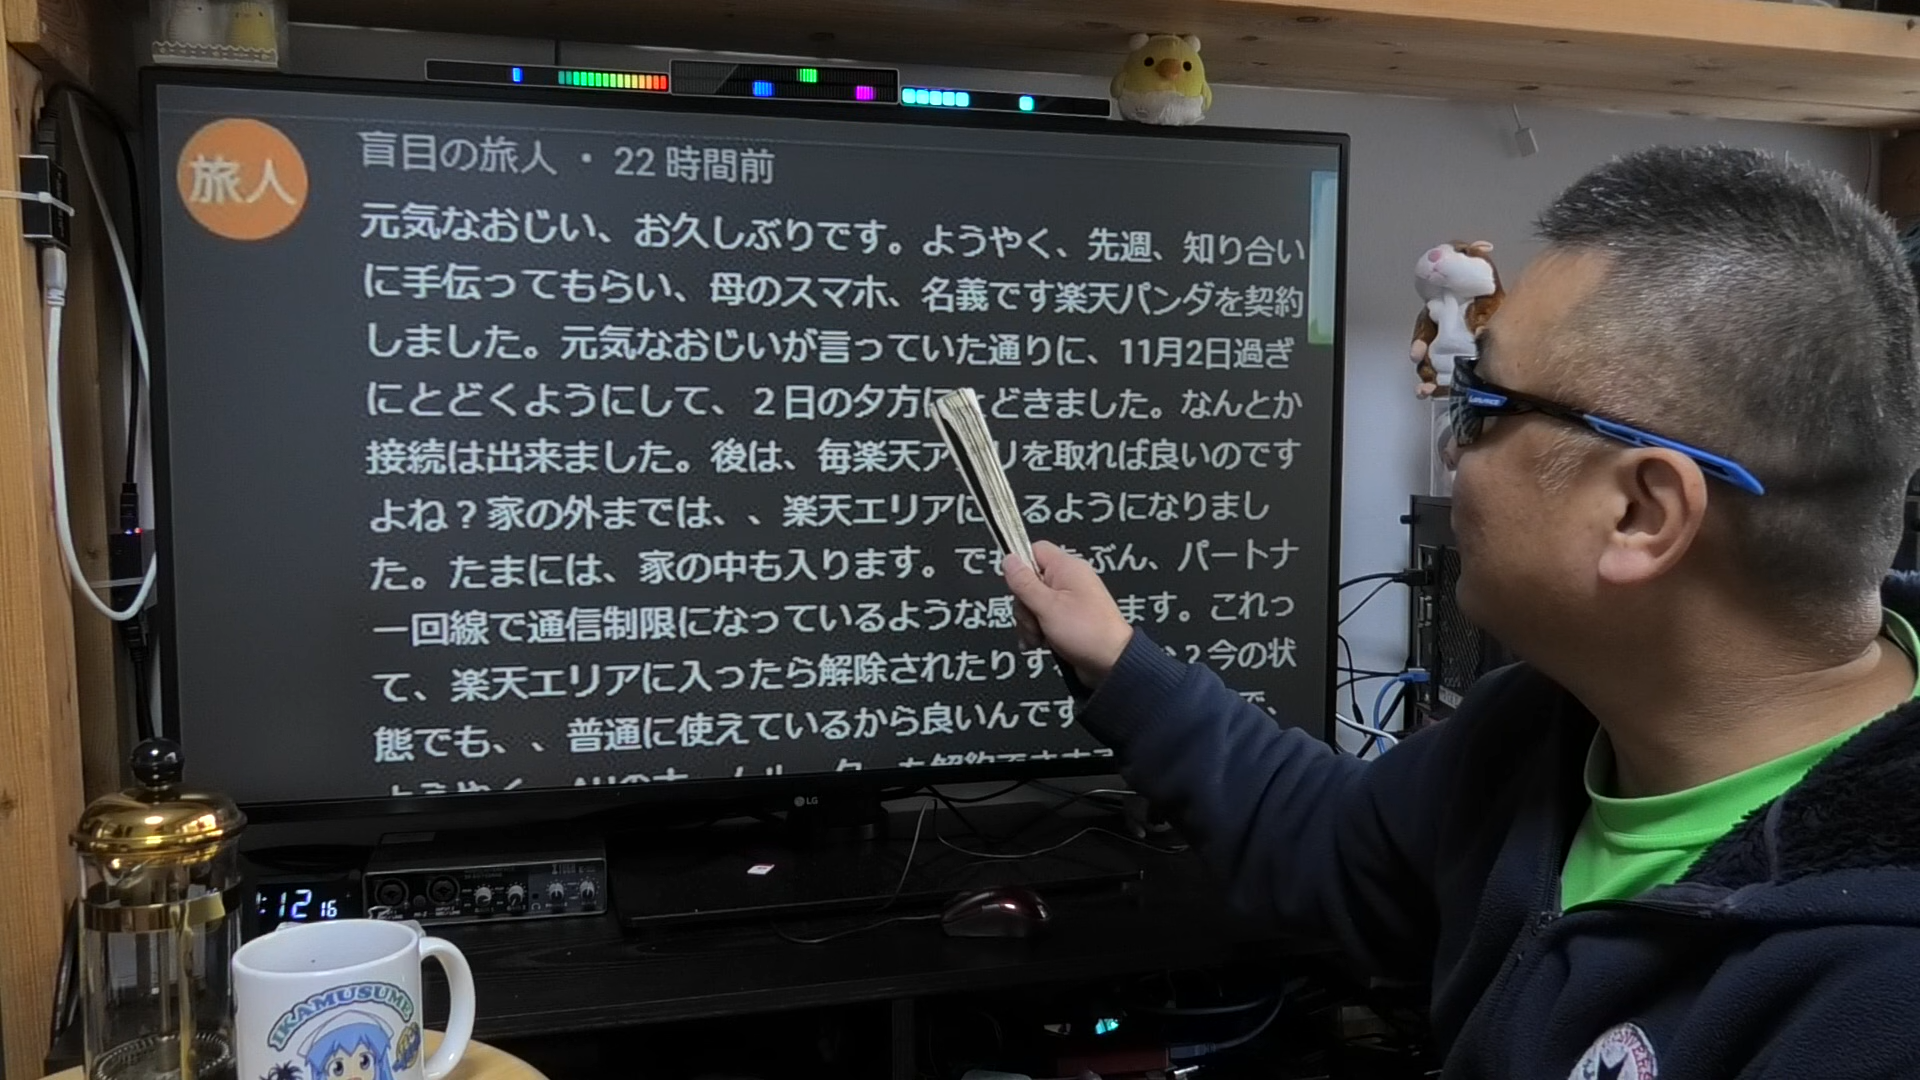 旅人
盲目の旅人・22 時間前
元気なおじい、お久しぶりです。ようやく、先週、知り合い
に手伝ってもらい、母のスマホ、名義です楽天パンダを契約
しました。元気なおじいが言っていた通りに、11月2日過ぎ
にとどくようにして、２日の夕方に どきました。なんとか
接続は出来ました。後は、毎楽天ア リを取れば良いのです
よね？家の外までは、、楽天エリアに るようになりまし
た。たまには、家の中も入ります。で ぶん、パートナ
ー回線で通信制限になっているような感 ます。これっ
て、楽天エリアに入ったら解除されたりす ？今の状
態でも、、普通に使えているから良いんです で、
LG
12 16
IKAMUSUME